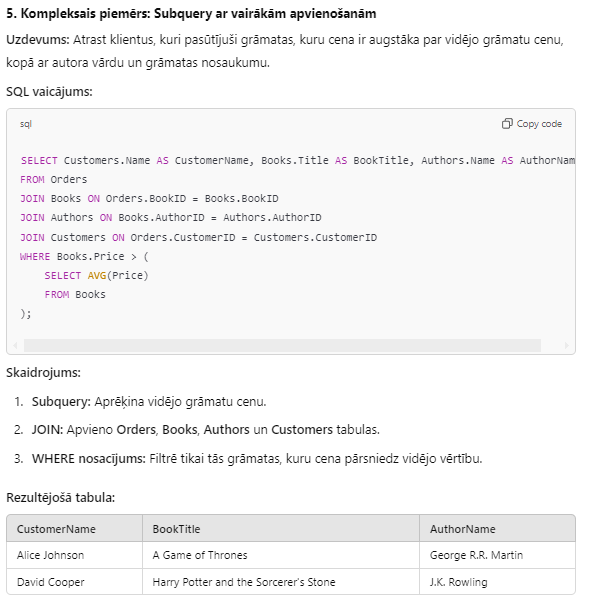 5. Kompleksais piemērs: Subquery ar vairākām apvienošanām
Uzdevums: Atrast klientus, kuri pasūtījuši grāmatas, kuru cena ir augstāka par vidējo grāmatu cenu,
kopā ar autora vārdu un grāmatas nosaukumu.
SQL vaicājums:
sql Copy code
SELECT Customers.Name AS CustomerName, Books.Title AS BookTitle, Authors.Name AS AuthorNam
FROM Orders
JOIN Books ON Orders.BookID = Books.BookID
JOIN Authors ON Books.AuthorID = Authors.AuthorID
JOIN Customers ON Orders.CustomerID = Customers.CustomerID
WHERE Books.Price > (
    SELECT AVG(Price)
    FROM Books
);
Skaidrojums:
1. Subquery: Aprēķina vidējo grāmatu cenu.
2. JOIN: Apvieno Orders, Books, Authors un Customers tabulas.
3. WHERE nosacījums: Filtrē tikai tās grāmatas, kuru cena pārsniedz vidējo vērtību.
Rezultējošā tabula:
CustomerName BookTitle AuthorName
Alice Johnson A Game of Thrones George R.R. Martin
David Cooper Harry Potter and the Sorcerer's Stone J.K. Rowling